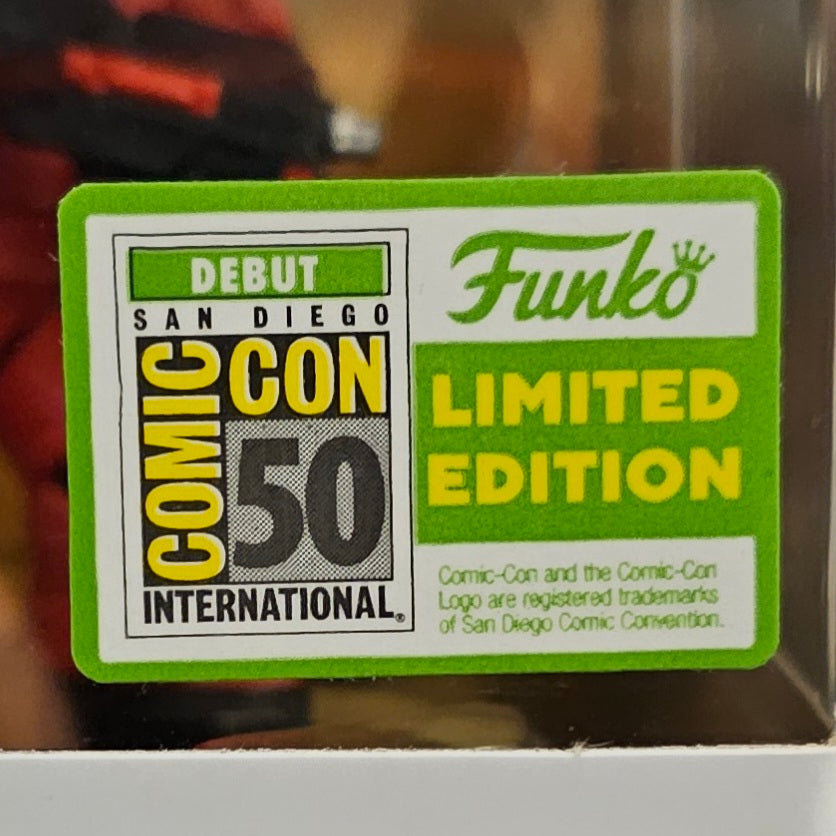 DEBUT
SAN DIEGO
COMIC CON
50
INTERNATIONAL®
Funko
LIMITED
EDITION
Comic-Con and the Comic-Con
Logo are registered trademarks
of San Diego Comic Convention.